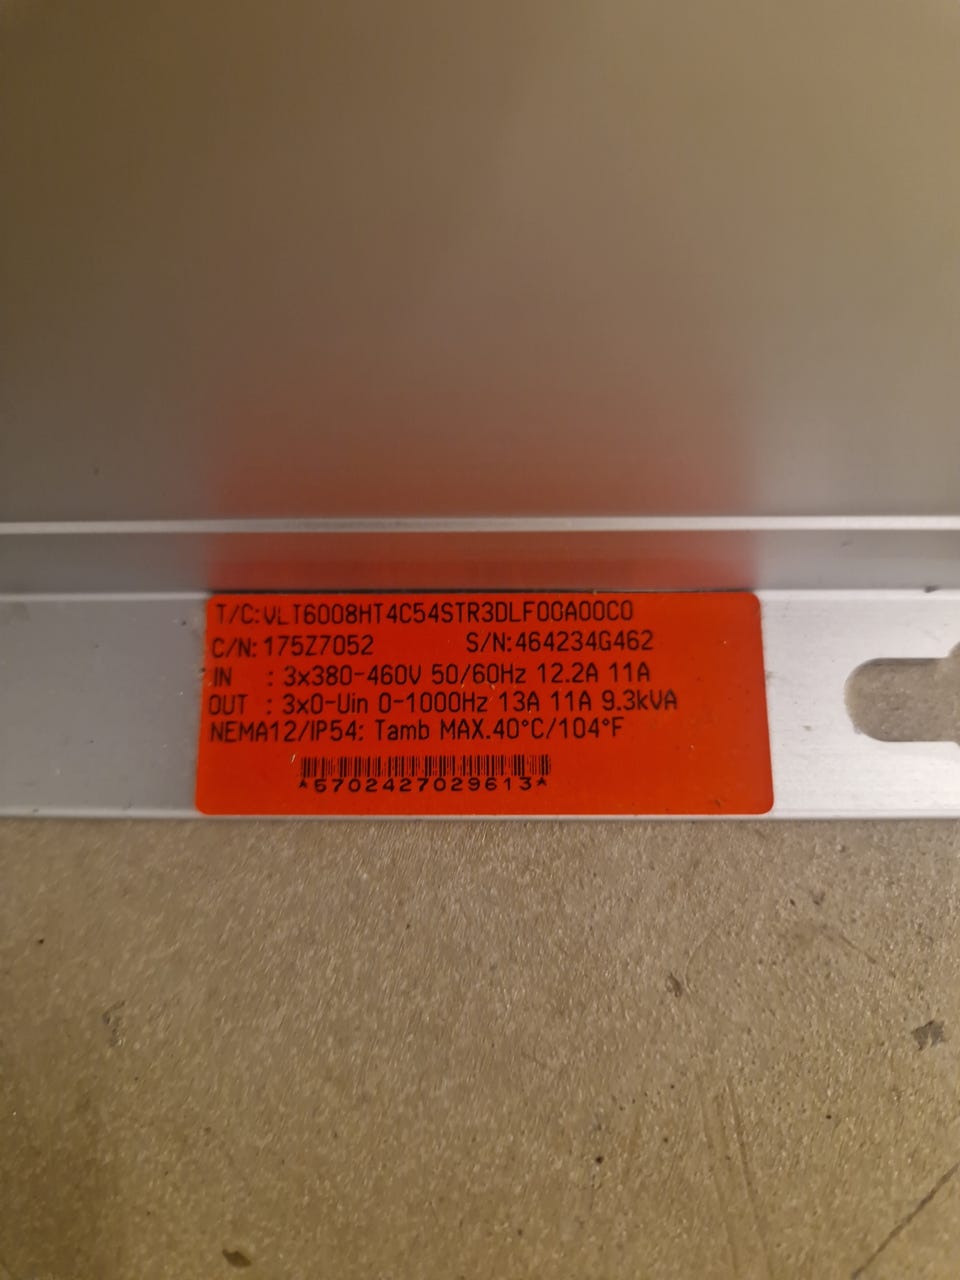 T/C:VLT6008HT4C54STR3DLF00A00C0
C/N:175Z7052 S/N:464234G462
IN : 3x380-460V 50/60Hz 12.2A 11A
OUT : 3x0-Uin 0-1000Hz 13A 11A 9.3kVA
NEMA12/IP54: Tamb MAX.40°C/104°F
*5702427029613*